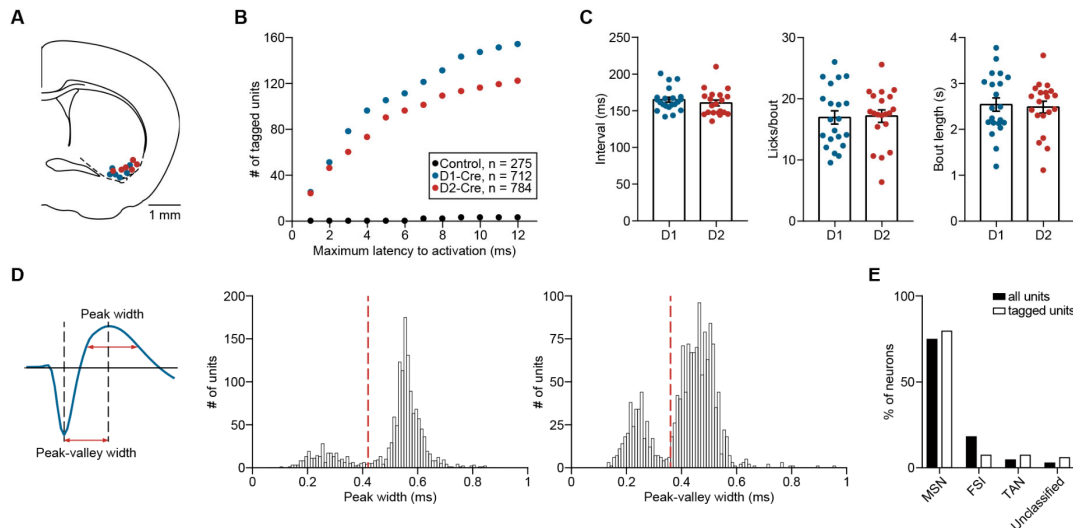 A
1 mm
B
# of tagged units
160
120
80
40
0
0 2 4 6 8 10 12
Maximum latency to activation (ms)
Control, n = 275
D1-Cre, n = 712
D2-Cre, n = 784
C
Interval (ms)
200
150
100
50
0
D1 D2
Licks/bout
30
20
10
0
D1 D2
Bout length (s)
4
3
2
1
0
D1 D2
D
Peak width
Peak-valley width
# of units
200
150
100
50
0
0 0.2 0.4 0.6 0.8 1
Peak width (ms)
# of units
100
50
0
0 0.2 0.4 0.6 0.8 1
Peak-valley width (ms)
E
all units
tagged units
% of neurons
100
50
0
MSN FSI TAN Unclassified